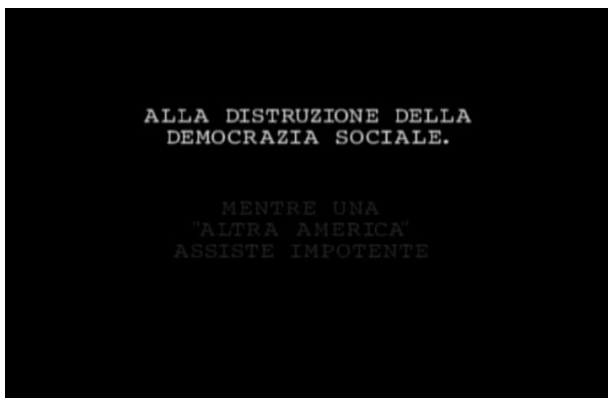 ALLA DISTRUZIONE DELLA
DEMOCRAZIA SOCIALE.
MENTRE UNA
"ALTRA AMERICA"
ASSISTE IMPOTENTE